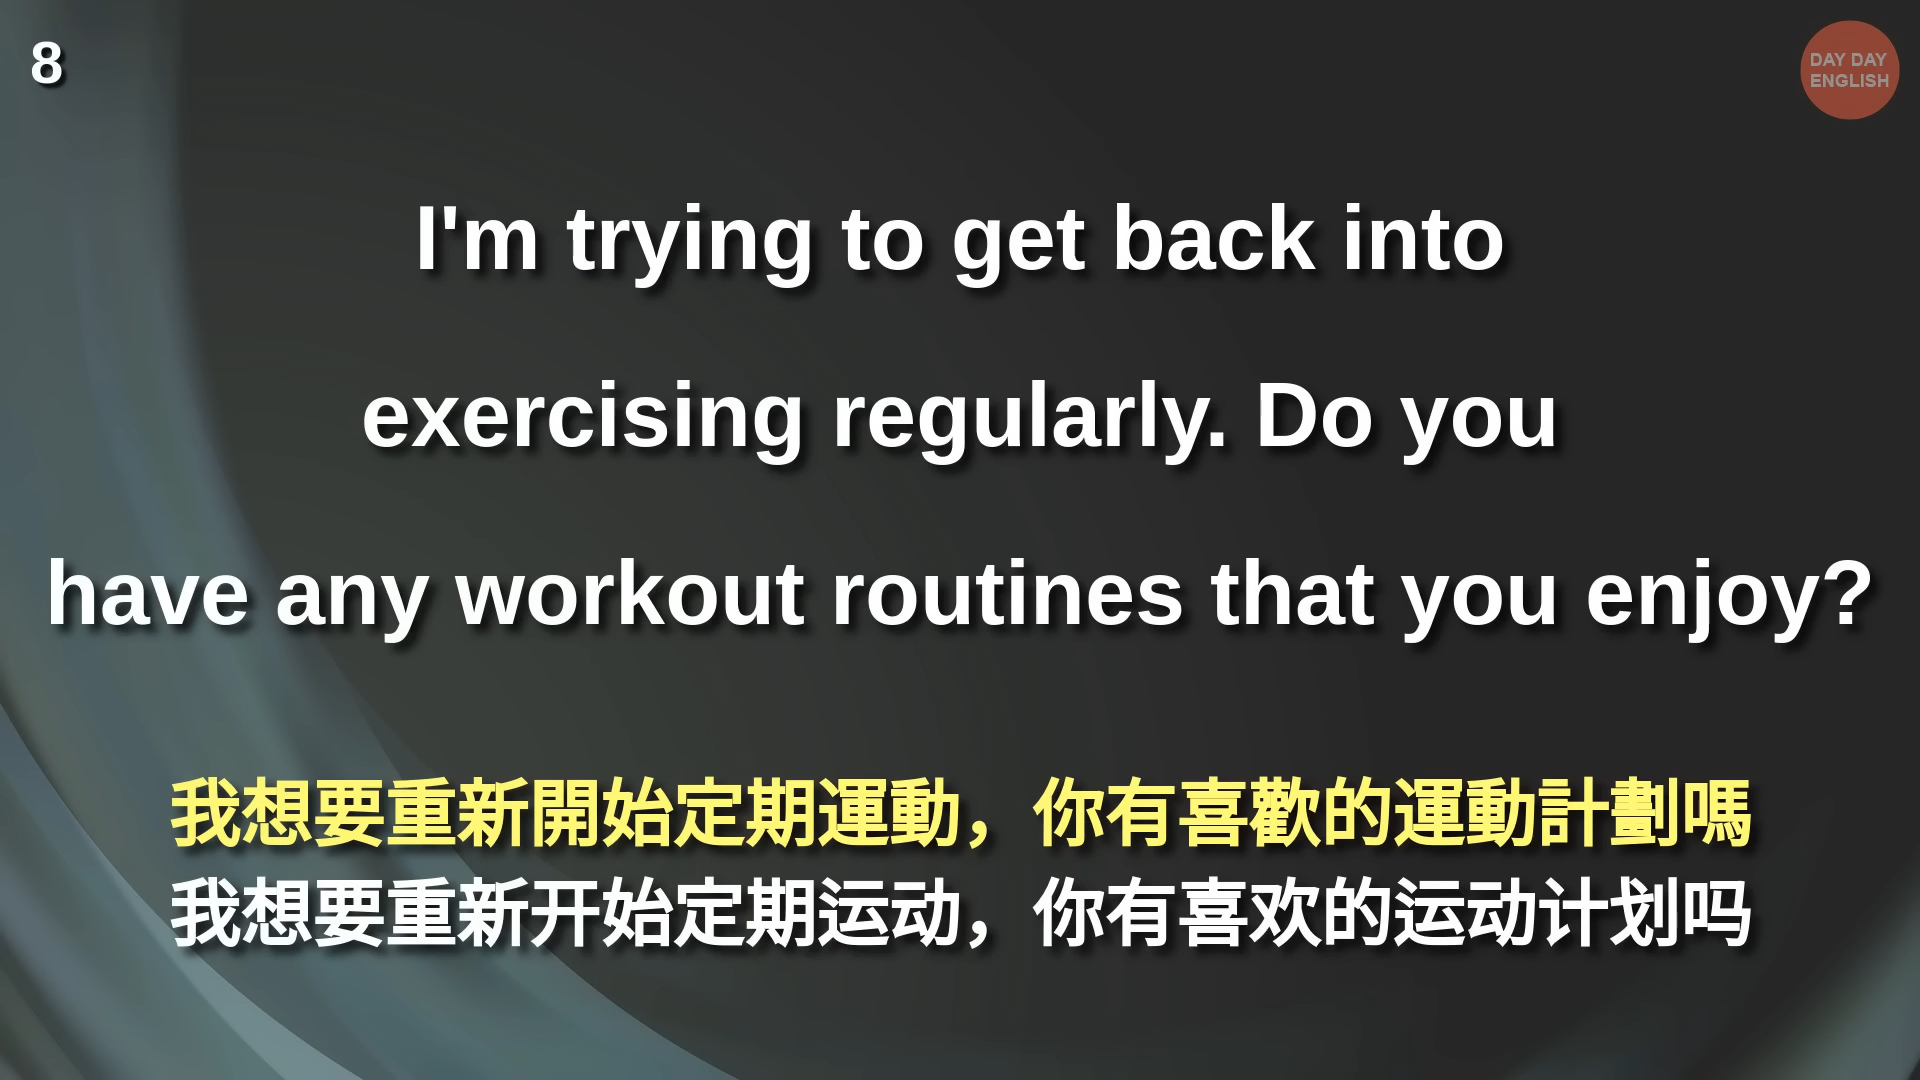 8
DAY DAY
ENGLISH
I'm trying to get back into
exercising regularly. Do you
have any workout routines that you enjoy?
我想要重新開始定期運動，你有喜歡的運動計劃嗎
我想要重新开始定期运动，你有喜欢的运动计划吗